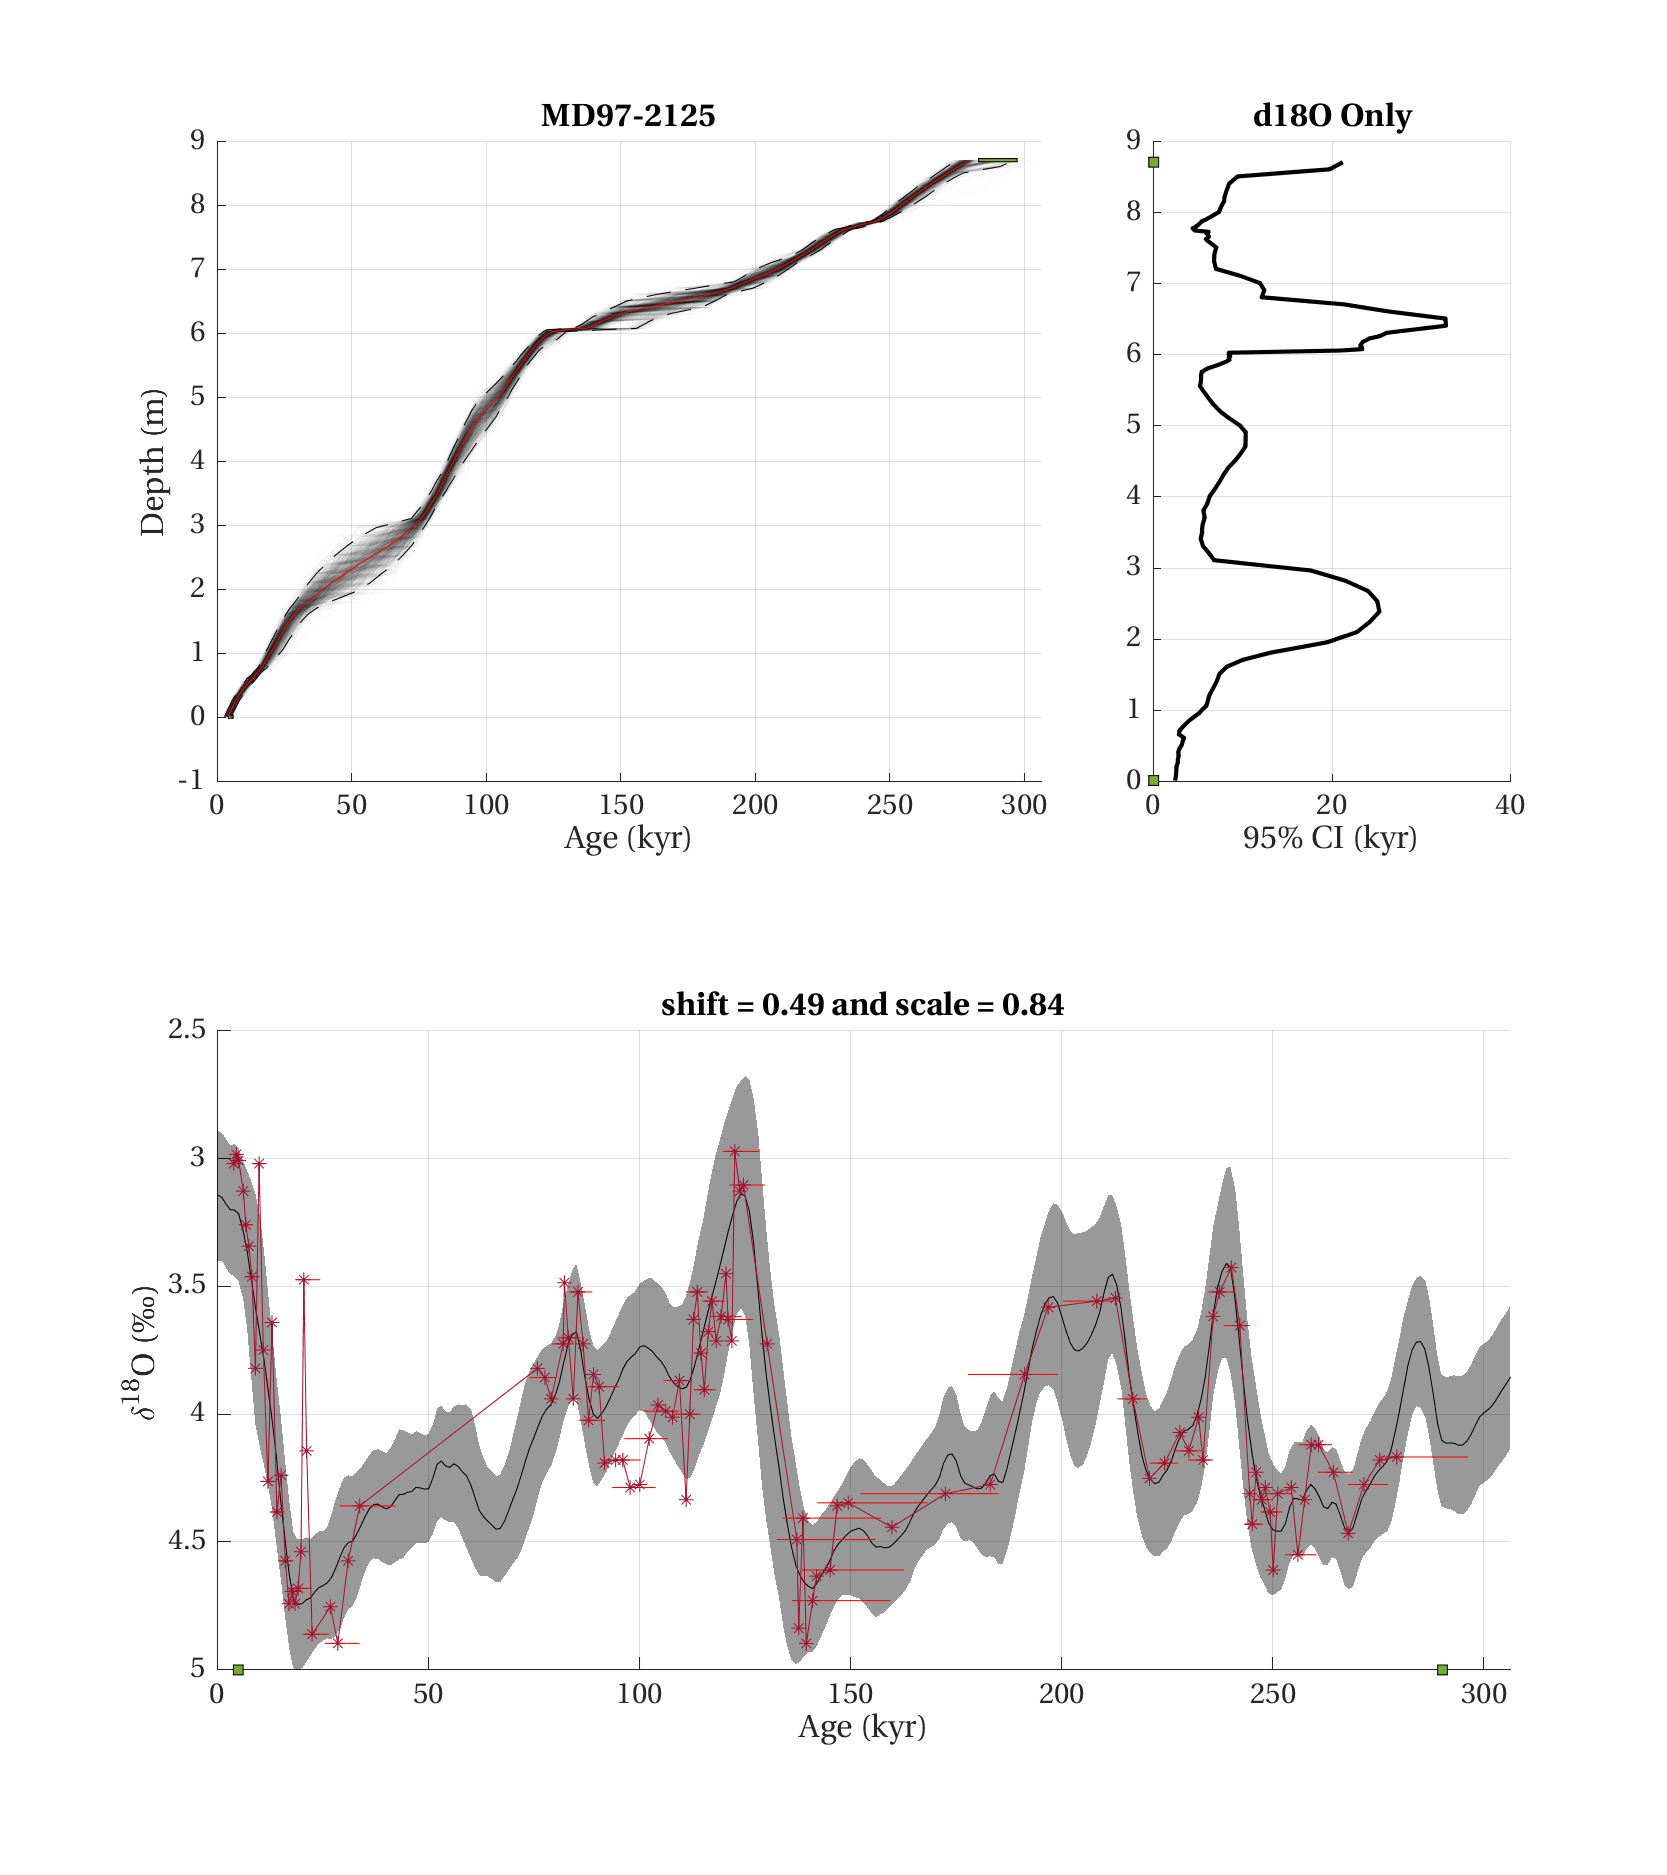 MD97-2125
d18O Only
9
8
7
6
5
4
3
2
1
0
-1
Depth (m)
0 50 100 150 200 250 300
Age (kyr)
9
8
7
6
5
4
3
2
1
0
0 20 40
95% CI (kyr)
shift = 0.49 and scale = 0.84
2.5
3
3.5
4
4.5
5
δ18O (‰)
0 50 100 150 200 250 300
Age (kyr)